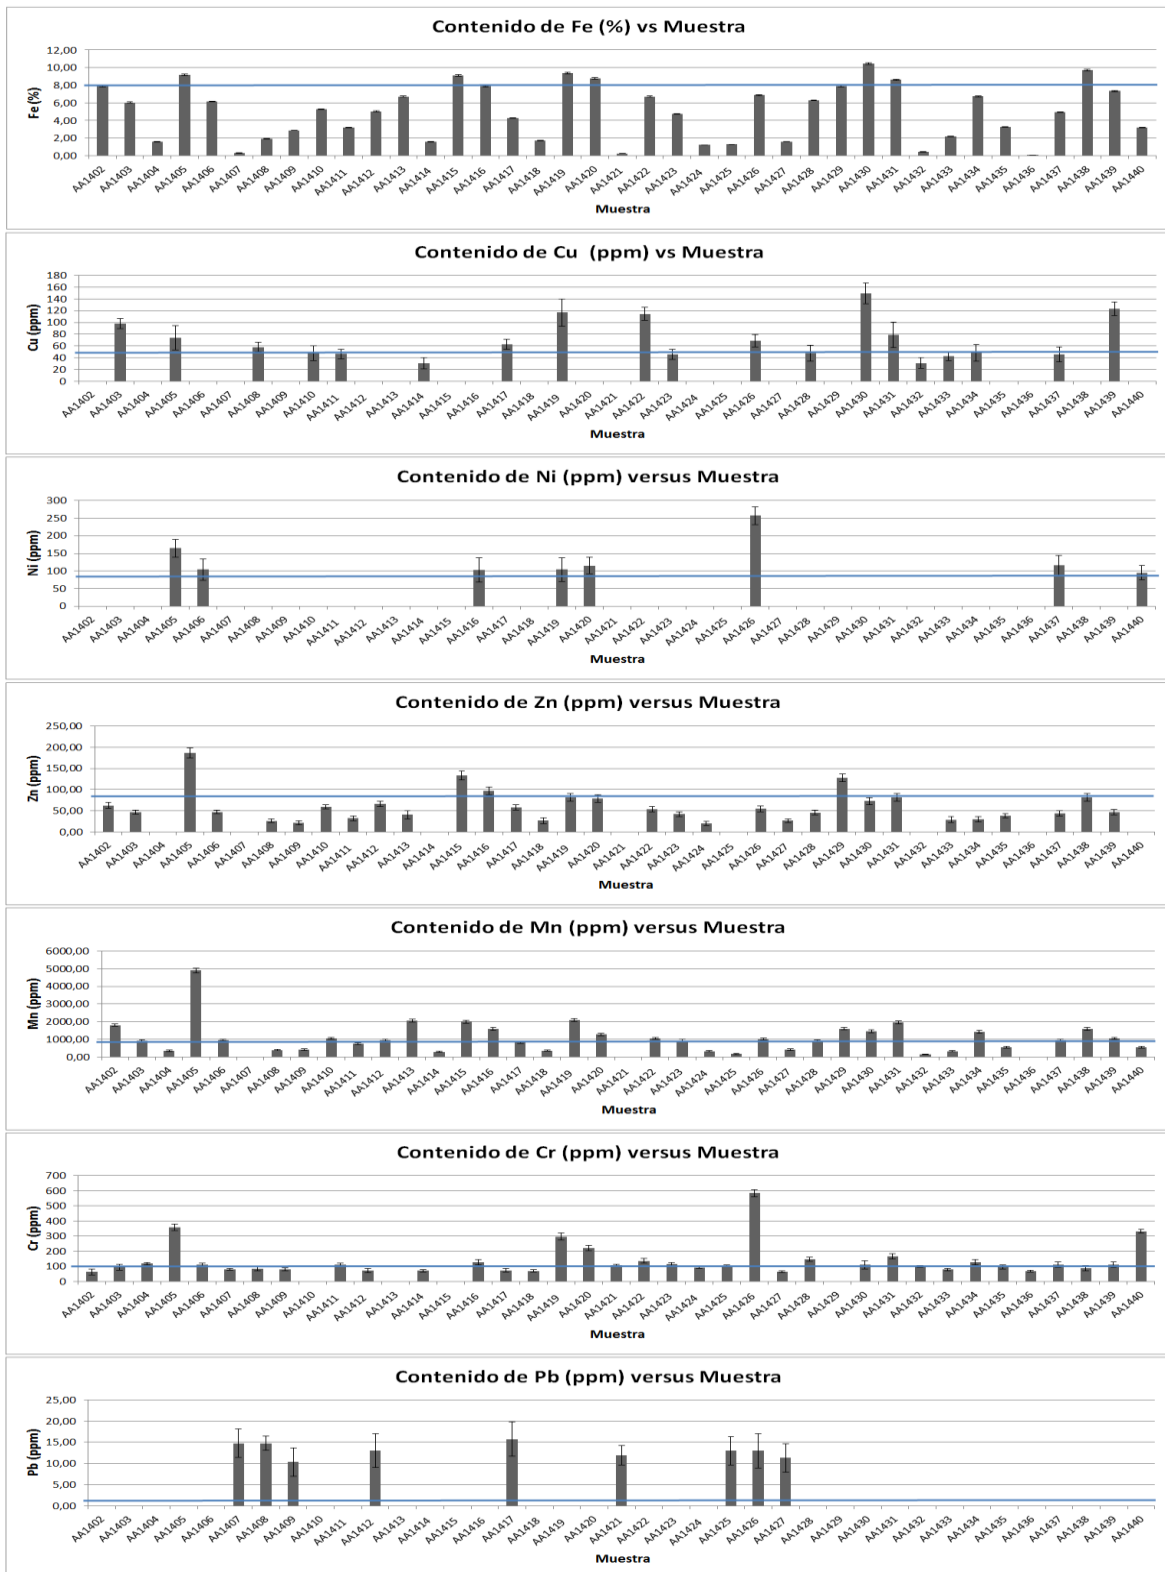 Contenido de Fe (%) vs Muestra
Fe (%)
12,00
10,00
8,00
6,00
4,00
2,00
0,00
AA1402 AA1403 AA1404 AA1405 AA1406 AA1407 AA1408 AA1409 AA1410 AA1411 AA1412 AA1413 AA1414 AA1415 AA1416 AA1417 AA1418 AA1419 AA1420 AA1421 AA1422 AA1423 AA1424 AA1425 AA1426 AA1427 AA1428 AA1429 AA1430 AA1431 AA1432 AA1433 AA1434 AA1435 AA1436 AA1437 AA1438 AA1439 AA1440
Muestra
Contenido de Cu (ppm) vs Muestra
Cu (ppm)
180
160
140
120
100
80
60
40
20
0
AA1402 AA1403 AA1404 AA1405 AA1406 AA1407 AA1408 AA1409 AA1410 AA1411 AA1412 AA1413 AA1414 AA1415 AA1416 AA1417 AA1418 AA1419 AA1420 AA1421 AA1422 AA1423 AA1424 AA1425 AA1426 AA1427 AA1428 AA1429 AA1430 AA1431 AA1432 AA1433 AA1434 AA1435 AA1436 AA1437 AA1438 AA1439 AA1440
Muestra
Contenido de Ni (ppm) versus Muestra
Ni (ppm)
300
250
200
150
100
50
0
AA1402 AA1403 AA1404 AA1405 AA1406 AA1407 AA1408 AA1409 AA1410 AA1411 AA1412 AA1413 AA1414 AA1415 AA1416 AA1417 AA1418 AA1419 AA1420 AA1421 AA1422 AA1423 AA1424 AA1425 AA1426 AA1427 AA1428 AA1429 AA1430 AA1431 AA1432 AA1433 AA1434 AA1435 AA1436 AA1437 AA1438 AA1439 AA1440
Muestra
Contenido de Zn (ppm) versus Muestra
Zn (ppm)
250,00
200,00
150,00
100,00
50,00
0,00
AA1402 AA1403 AA1404 AA1405 AA1406 AA1407 AA1408 AA1409 AA1410 AA1411 AA1412 AA1413 AA1414 AA1415 AA1416 AA1417 AA1418 AA1419 AA1420 AA1421 AA1422 AA1423 AA1424 AA1425 AA1426 AA1427 AA1428 AA1429 AA1430 AA1431 AA1432 AA1433 AA1434 AA1435 AA1436 AA1437 AA1438 AA1439 AA1440
Muestra
Contenido de Mn (ppm) versus Muestra
Mn (ppm)
6000,00
5000,00
4000,00
3000,00
2000,00
1000,00
0,00
AA1402 AA1403 AA1404 AA1405 AA1406 AA1407 AA1408 AA1409 AA1410 AA1411 AA1412 AA1413 AA1414 AA1415 AA1416 AA1417 AA1418 AA1419 AA1420 AA1421 AA1422 AA1423 AA1424 AA1425 AA1426 AA1427 AA1428 AA1429 AA1430 AA1431 AA1432 AA1433 AA1434 AA1435 AA1436 AA1437 AA1438 AA1439 AA1440
Muestra
Contenido de Cr (ppm) versus Muestra
Cr (ppm)
700
600
500
400
300
200
100
0
AA1402 AA1403 AA1404 AA1405 AA1406 AA1407 AA1408 AA1409 AA1410 AA1411 AA1412 AA1413 AA1414 AA1415 AA1416 AA1417 AA1418 AA1419 AA1420 AA1421 AA1422 AA1423 AA1424 AA1425 AA1426 AA1427 AA1428 AA1429 AA1430 AA1431 AA1432 AA1433 AA1434 AA1435 AA1436 AA1437 AA1438 AA1439 AA1440
Muestra
Contenido de Pb (ppm) versus Muestra
Pb (ppm)
25,00
20,00
15,00
10,00
5,00
0,00
AA1402 AA1403 AA1404 AA1405 AA1406 AA1407 AA1408 AA1409 AA1410 AA1411 AA1412 AA1413 AA1414 AA1415 AA1416 AA1417 AA1418 AA1419 AA1420 AA1421 AA1422 AA1423 AA1424 AA1425 AA1426 AA1427 AA1428 AA1429 AA1430 AA1431 AA1432 AA1433 AA1434 AA1435 AA1436 AA1437 AA1438 AA1439 AA1440
Muestra